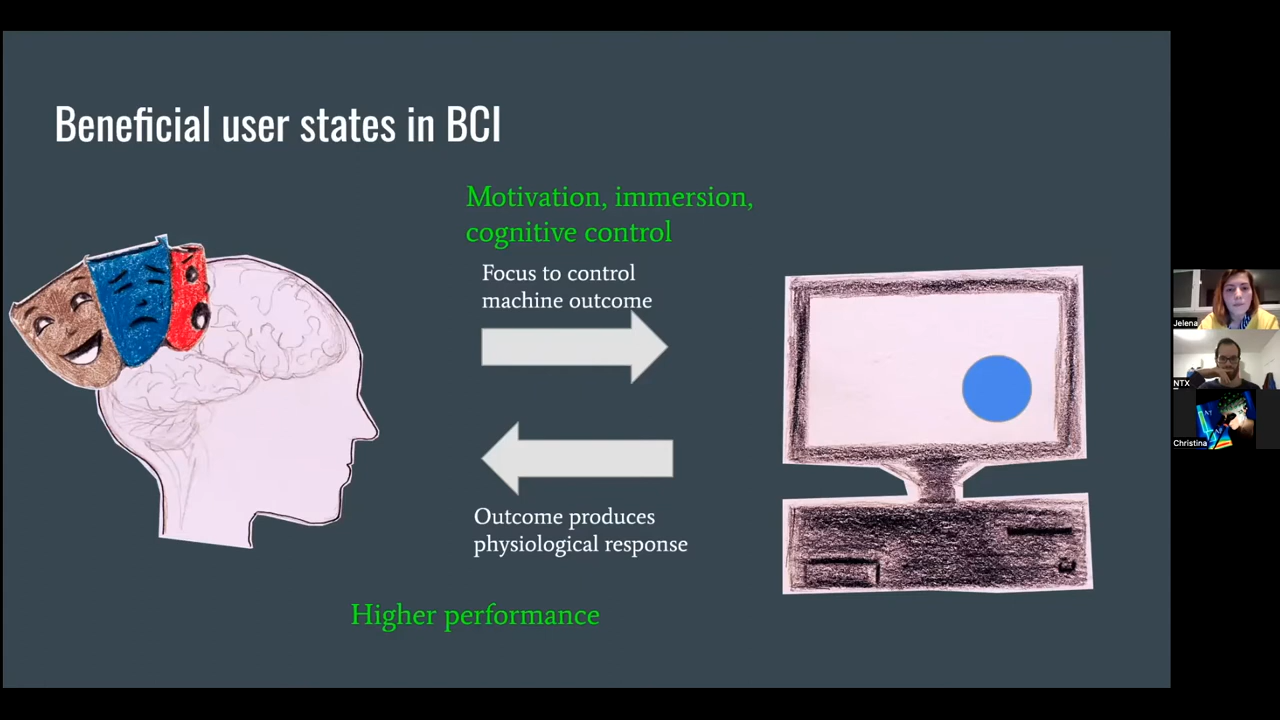 Beneficial user states in BCI
Motivation, immersion,
cognitive control
Focus to control
machine outcome
Outcome produces
physiological response
Higher performance
Jelena
NTX
Christina